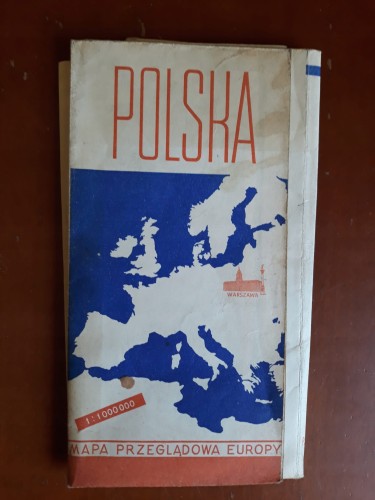 POLSKA
WARSZAWA
1:1000000
MAPA PRZEGLĄDOWA EUROPY